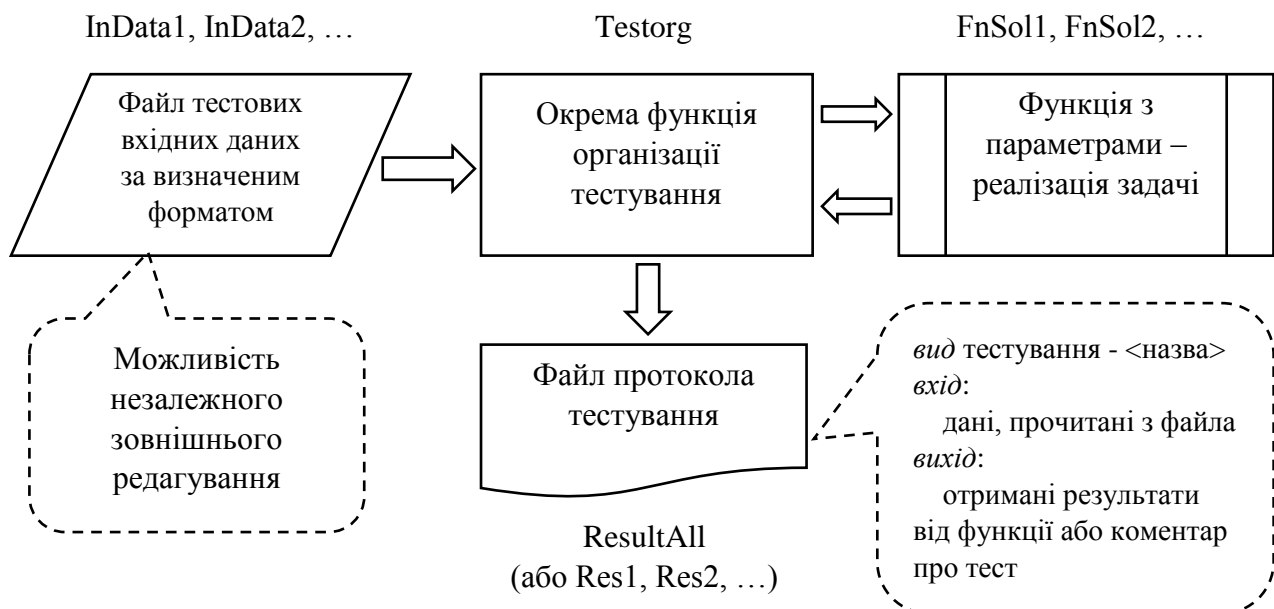 InData1, InData2, …
Testorg
FnSol1, FnSol2, …
Файл тестових
вхідних даних
за визначеним
форматом
Окрема функція
організації
тестування
Функція з
параметрами –
реалізація задачі
Можливість
незалежного
зовнішнього
редагування
Файл протокола
тестування
вид тестування - <назва>
вхід:
дані, прочитані з файла
вихід:
отримані результати
від функції або коментар
про тест
ResultAll
(або Res1, Res2, …)